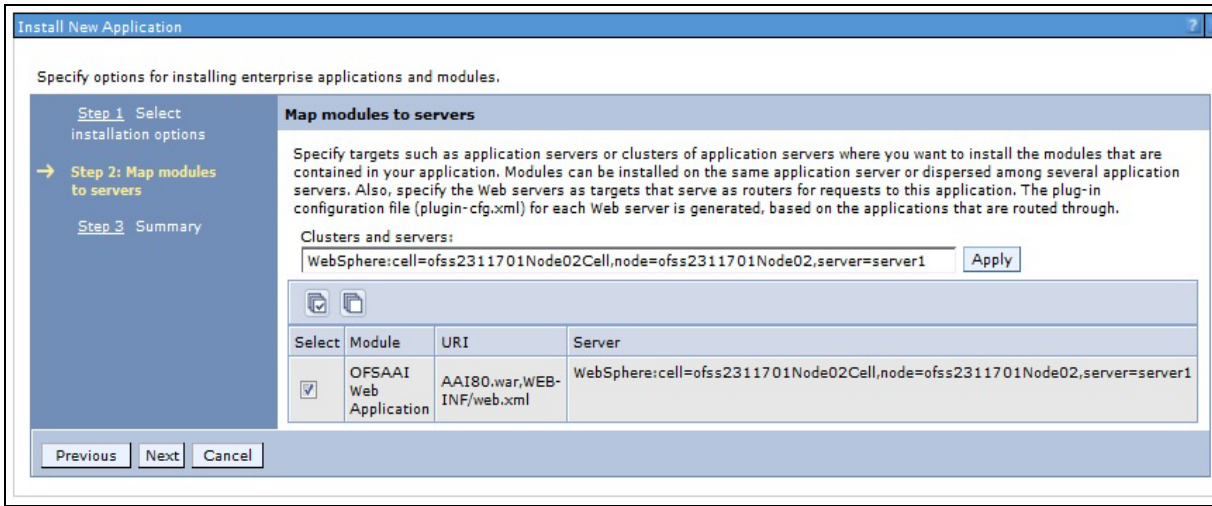 Install New Application
?
Specify options for installing enterprise applications and modules.
Step 1 Select
installation options
Step 2: Map modules
to servers
Step 3 Summary
Map modules to servers
Specify targets such as application servers or clusters of application servers where you want to install the modules that are
contained in your application. Modules can be installed on the same application server or dispersed among several application
servers. Also, specify the Web servers as targets that serve as routers for requests to this application. The plug-in
configuration file (plugin-cfg.xml) for each Web server is generated, based on the applications that are routed through.
Clusters and servers:
WebSphere:cell=ofss2311701Node02Cell,node=ofss2311701Node02,server=server1
Apply
Select Module URI Server
OFSAAI
Web
Application
AAI80.war,WEB-
INF/web.xml
WebSphere:cell=ofss2311701Node02Cell,node=ofss2311701Node02,server=server1
Previous Next Cancel